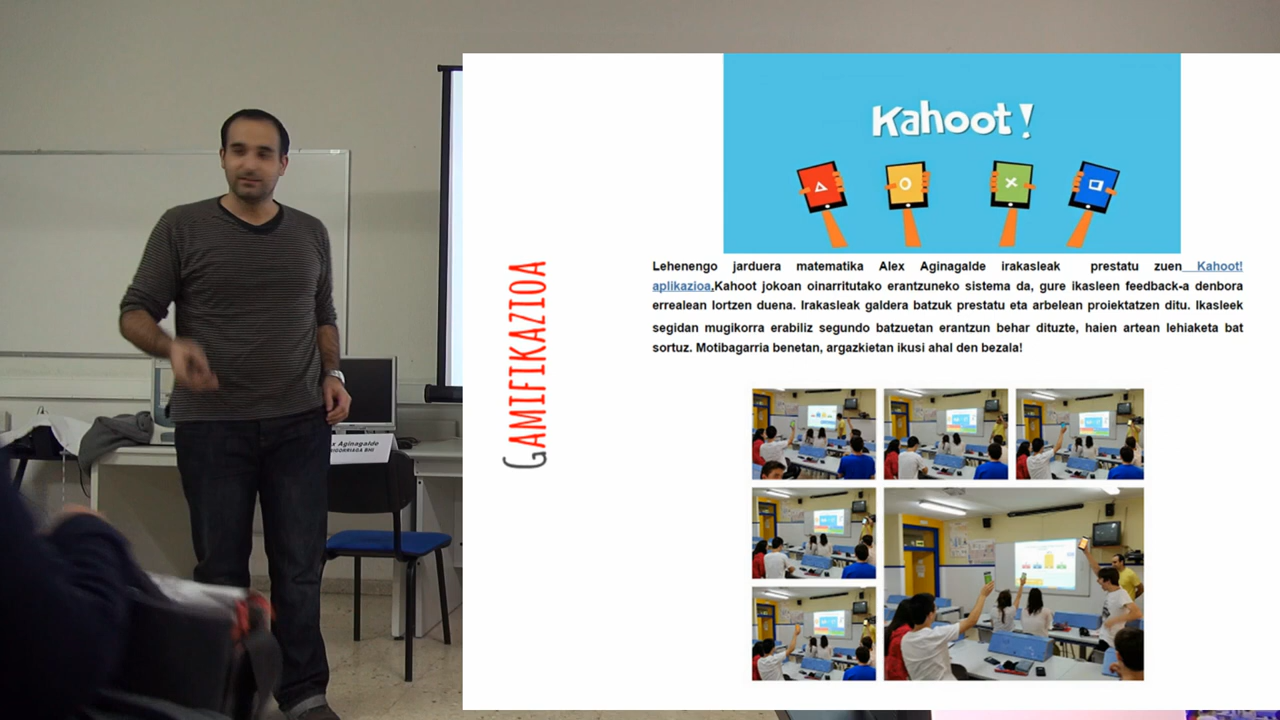 Kahoot!
Lehenengo jarduera matematika Alex Aginagalde irakasleak prestatu zuen Kahoot!
aplikazioa.Kahoot jokoan oinarritutako erantzuneko sistema da, gure ikasleen feedback-a denbora
errealean lortzen duena. Irakasleak galdera batzuk prestatu eta arbelean proiektatzen ditu. Ikasleek
segidan mugikorra erabiliz segundo batzuetan erantzun behar dituzte, haien artean lehiaketa bat
sortuz. Motibagarria benetan, argazkietan ikusi ahal den bezala!
GAMIFIKAZIOA
Aginagalde
BHI